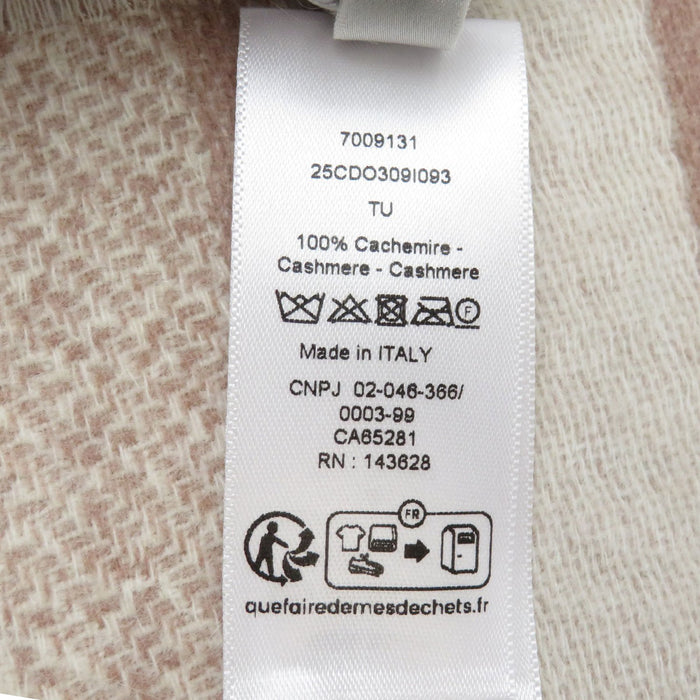 7009131
25CDO309I093
TU
100% Cachemire -
Cashmere - Cashmere
F
Made in ITALY
CNPJ 02-046-366/
0003-99
CA65281
RN : 143628
FR
quefairedemesdechets.fr